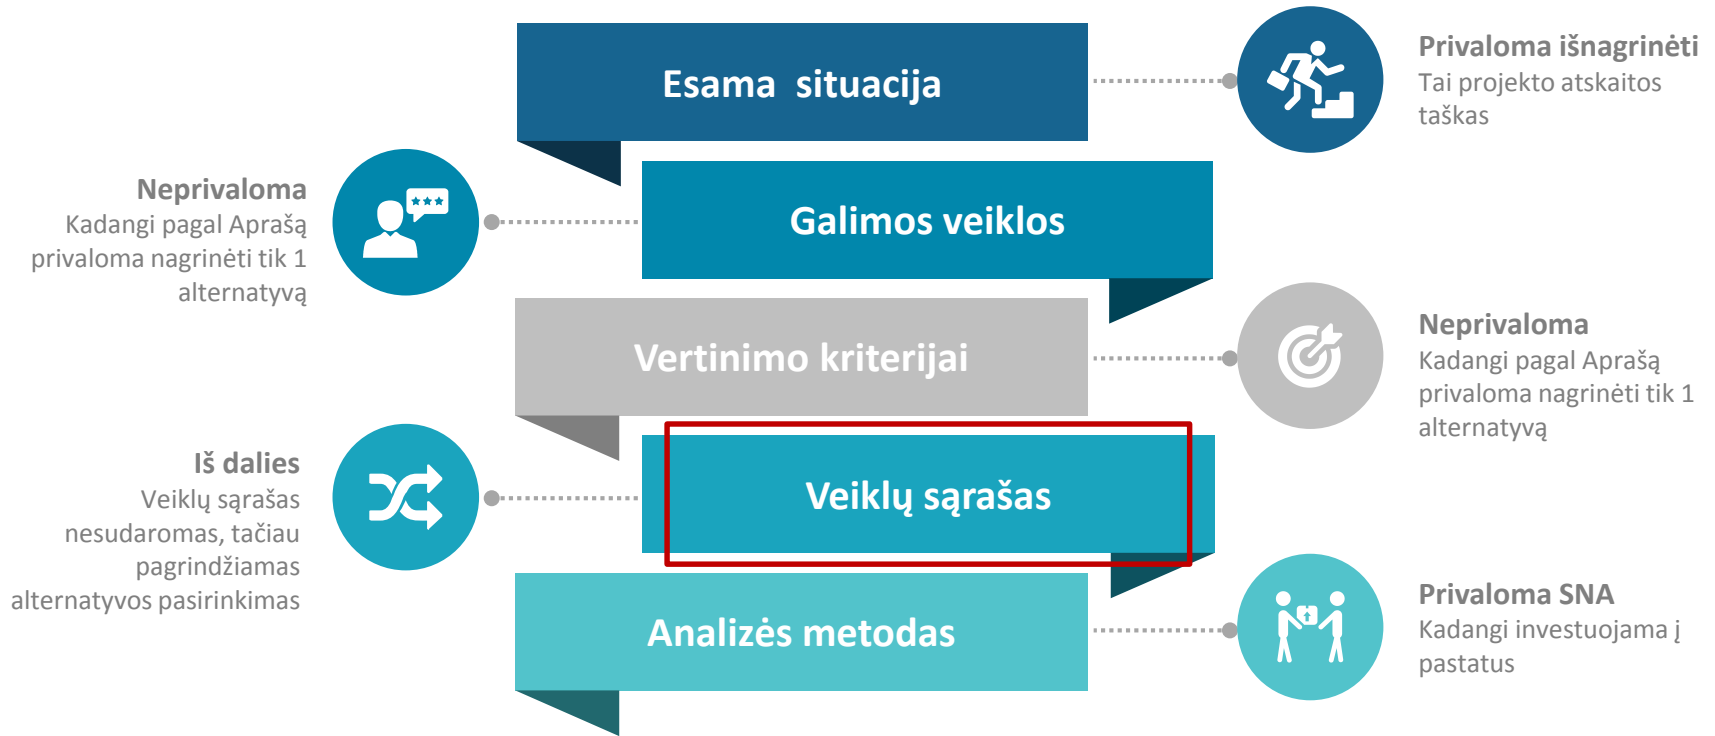 Esama situacija
Privaloma išnagrinėti
Tai projekto atskaitos
taškas
Neprivaloma
Kadangi pagal Aprašą
privaloma nagrinėti tik 1
alternatyvą
Galimos veiklos
Vertinimo kriterijai
Neprivaloma
Kadangi pagal Aprašą
privaloma nagrinėti tik 1
alternatyvą
Iš dalies
Veiklų sąrašas
nesudaromas, tačiau
pagrindžiamas
alternatyvos pasirinkimas
Veiklų sąrašas
Analizės metodas
Privaloma SNA
Kadangi investuojama į
pastatus